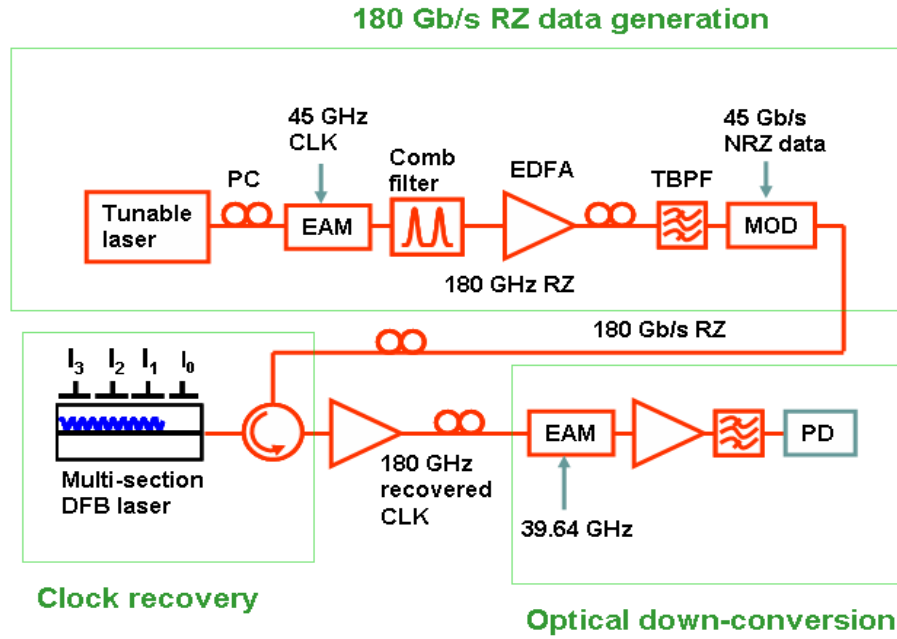 180 Gb/s RZ data generation
45 GHz
CLK
45 Gb/s
NRZ data
PC
Comb
filter
EDFA
TBPF
Tunable
laser
EAM
MOD
180 GHz RZ
180 Gb/s RZ
I3
I2
I1
I0
EAM
PD
Multi-section
DFB laser
180 GHz
recovered
CLK
39.64 GHz
Clock recovery
Optical down-conversion